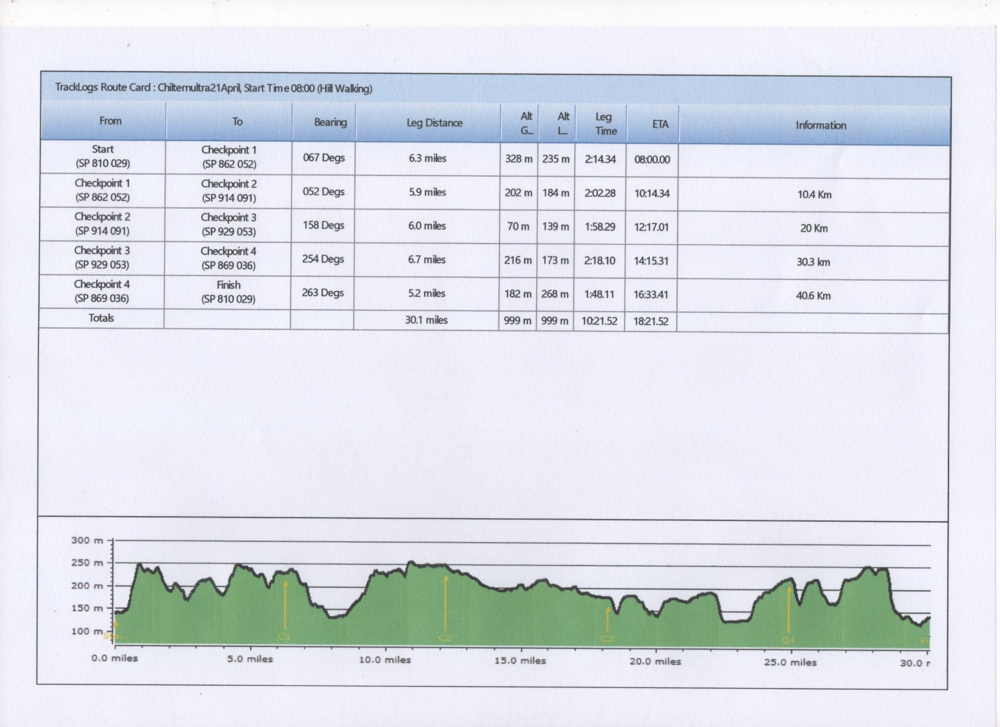 TrackLogs Route Card : Chilternultra21April, Start Time 08:00 (Hill Walking)
From To Bearing Leg Distance Alt G... Alt L... Leg Time ETA Information
Start (SP 810 029) Checkpoint 1 (SP 862 052) 067 Degs 6.3 miles 328 m 235 m 2:14.34 08:00.00
Checkpoint 1 (SP 862 052) Checkpoint 2 (SP 914 091) 052 Degs 5.9 miles 202 m 184 m 2:02.28 10:14.34 10.4 Km
Checkpoint 2 (SP 914 091) Checkpoint 3 (SP 929 053) 158 Degs 6.0 miles 70 m 139 m 1:58.29 12:17.01 20 Km
Checkpoint 3 (SP 929 053) Checkpoint 4 (SP 869 036) 254 Degs 6.7 miles 216 m 173 m 2:18.10 14:15.31 30.3 km
Checkpoint 4 (SP 869 036) Finish (SP 810 029) 263 Degs 5.2 miles 182 m 268 m 1:48.11 16:33.41 40.6 Km
Totals 30.1 miles 999 m 999 m 10:21.52 18:21.52
300 m
250 m
200 m
150 m
100 m
Sta... C1 C2 C3 C4 F
0.0 miles 5.0 miles 10.0 miles 15.0 miles 20.0 miles 25.0 miles 30.0 r